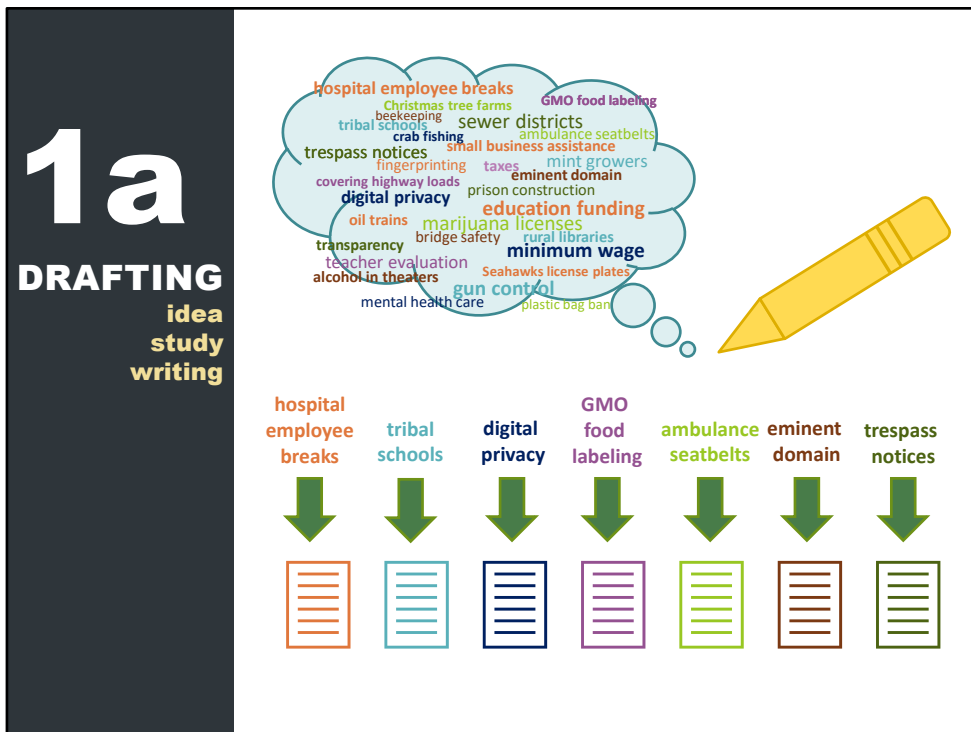 1a
DRAFTING
idea
study
writing
hospital employee breaks
Christmas tree farms
GMO food labeling
beekeeping
tribal schools
sewer districts
crab fishing
ambulance seatbelts
small business assistance
trespass notices
mint growers
fingerprinting
taxes
eminent domain
covering highway loads
prison construction
digital privacy
education funding
oil trains
marijuana licenses
bridge safety
rural libraries
transparency
minimum wage
teacher evaluation
alcohol in theaters
Seahawks license plates
gun control
mental health care
plastic bag ban
hospital
employee
breaks
tribal
schools
digital
privacy
GMO
food
labeling
ambulance
seatbelts
eminent
domain
trespass
notices